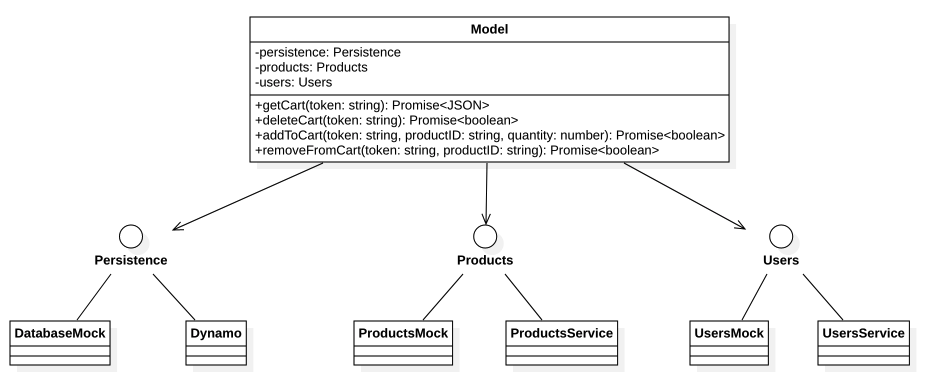 Model
-persistence: Persistence
-products: Products
-users: Users
+getCart(token: string): Promise<JSON>
+deleteCart(token: string): Promise<boolean>
+addToCart(token: string, productID: string, quantity: number): Promise<boolean>
+removeFromCart(token: string, productID: string): Promise<boolean>
Persistence
Products
Users
DatabaseMock
Dynamo
ProductsMock
ProductsService
UsersMock
UsersService